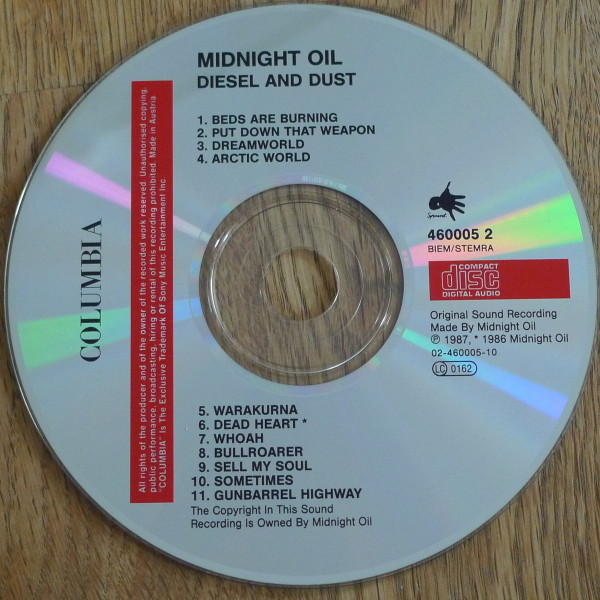 MIDNIGHT OIL
DIESEL AND DUST
1. BEDS ARE BURNING
2. PUT DOWN THAT WEAPON
3. DREAMWORLD
4. ARCTIC WORLD
Sprint.
460005 2
BIEM/STEMRA
COMPACT
disc
DIGITAL AUDIO
Original Sound Recording
Made By Midnight Oil
℗ 1987, * 1986 Midnight Oil
02-460005-10
LC 0162
COLUMBIA
All rights of the producer and of the owner of the recorded work reserved. Unauthorised copying,
public performance, broadcasting, hiring or rental of this recording prohibited. Made in Austria
"COLUMBIA" Is The Exclusive Trademark Of Sony Music Entertainment Inc.
5. WARAKURNA
6. DEAD HEART *
7. WHOAH
8. BULLROARER
9. SELL MY SOUL
10. SOMETIMES
11. GUNBARREL HIGHWAY
The Copyright In This Sound
Recording Is Owned By Midnight Oil